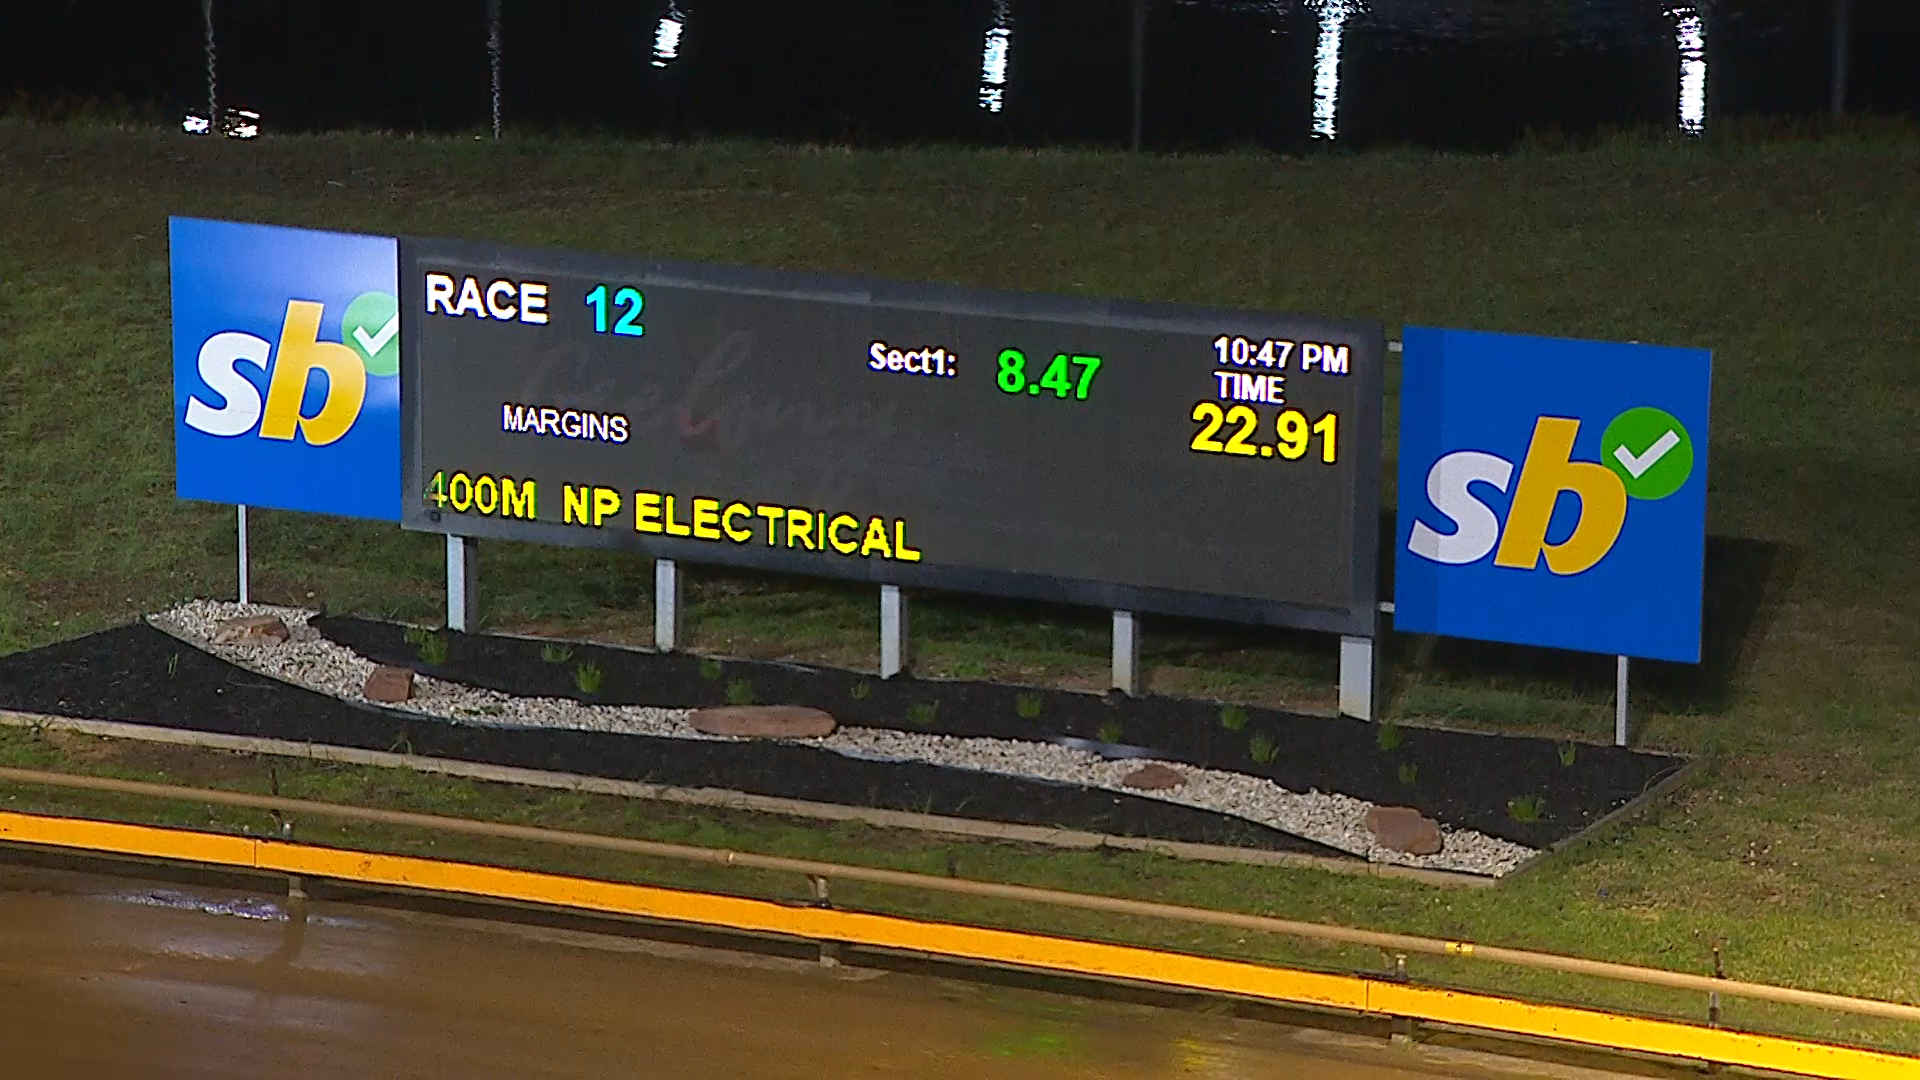 sb
RACE 12
Sect1: 8.47
10:47 PM
TIME
22.91
MARGINS
400M NP ELECTRICAL
sb